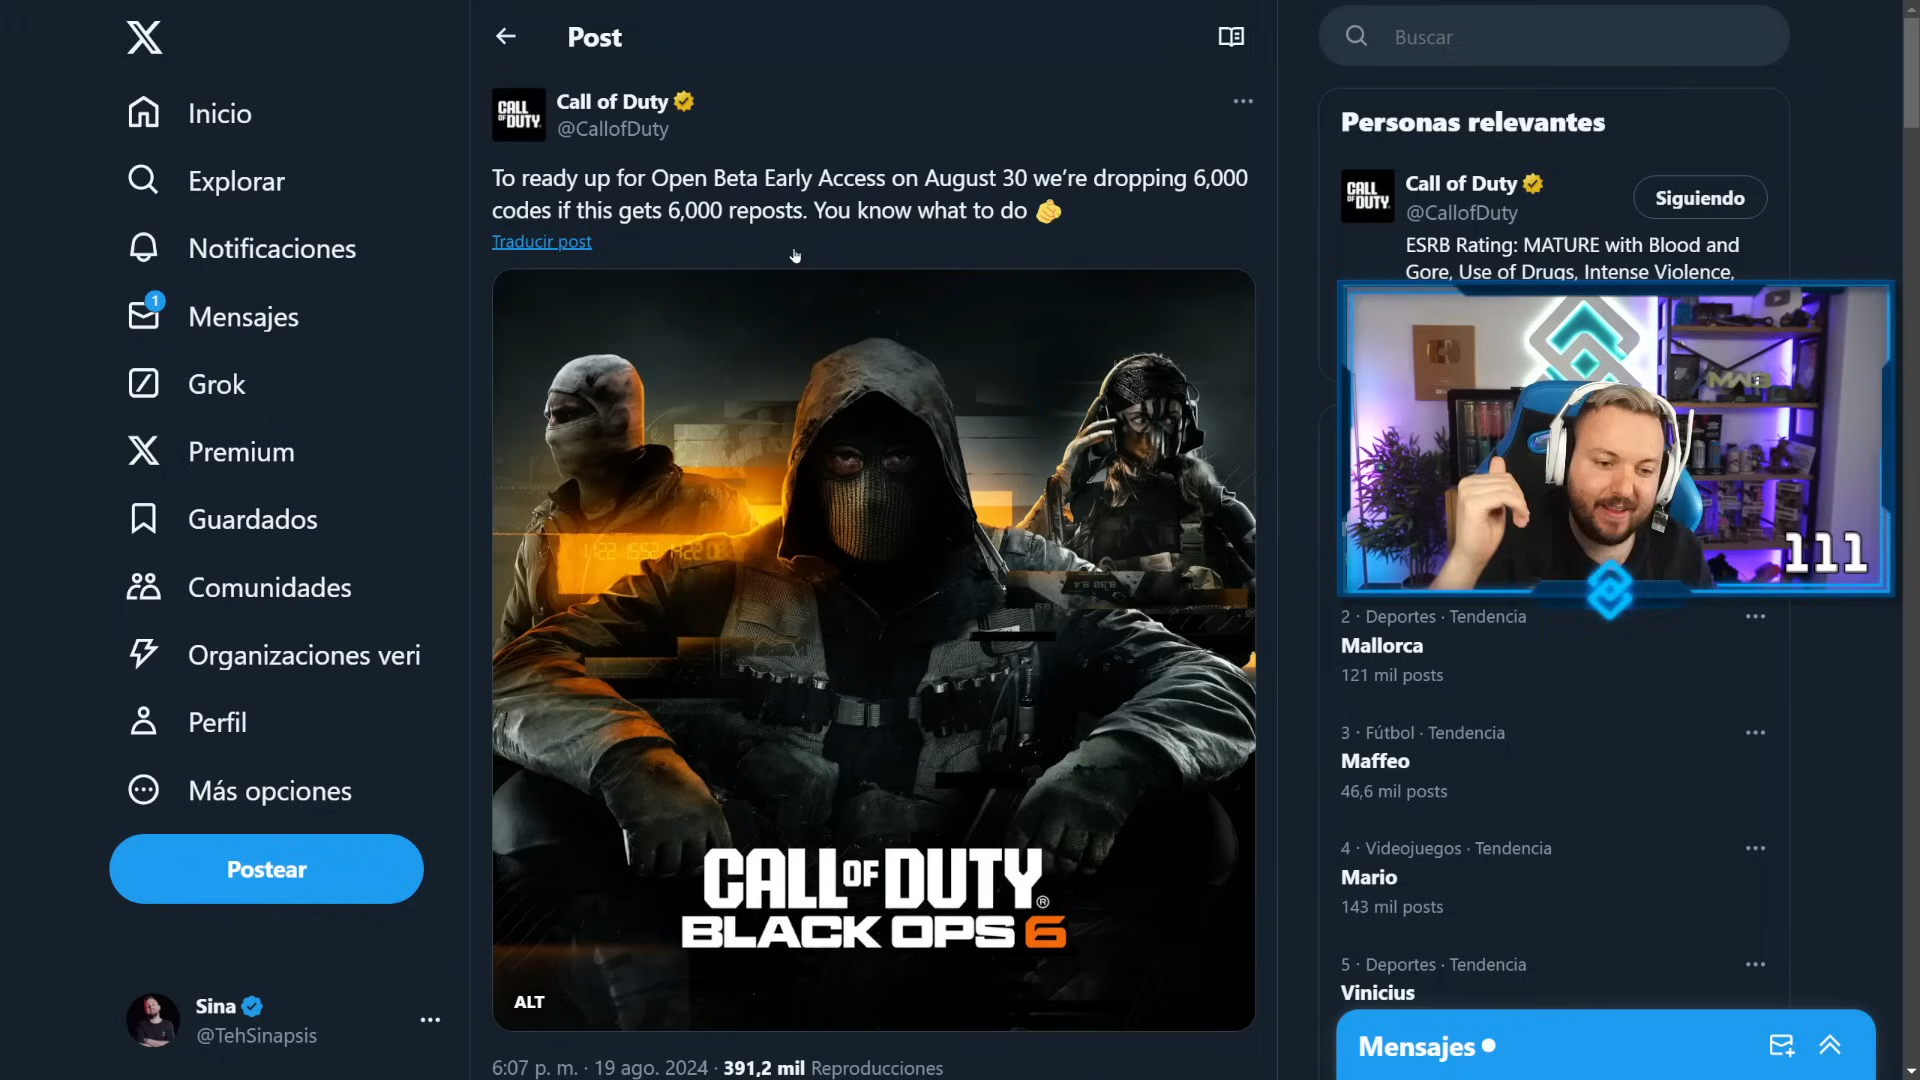 Inicio
Explorar
Notificaciones
1
Mensajes
Grok
Premium
Guardados
Comunidades
Organizaciones veri
Perfil
Más opciones
Postear
Sina
@TehSinapsis
Post
CALL OF DUTY
Call of Duty
@CallofDuty
To ready up for Open Beta Early Access on August 30 we’re dropping 6,000
codes if this gets 6,000 reposts. You know what to do 🫵
Traducir post
CALL OF DUTY®
BLACK OPS 6
ALT
6:07 p. m. · 19 ago. 2024 · 391,2 mil Reproducciones
Buscar
Personas relevantes
CALL OF DUTY
Call of Duty
@CallofDuty
Siguiendo
ESRB Rating: MATURE with Blood and
Gore, Use of Drugs, Intense Violence,
111
2 · Deportes · Tendencia
Mallorca
121 mil posts
3 · Fútbol · Tendencia
Maffeo
46,6 mil posts
4 · Videojuegos · Tendencia
Mario
143 mil posts
5 · Deportes · Tendencia
Vinicius
Mensajes